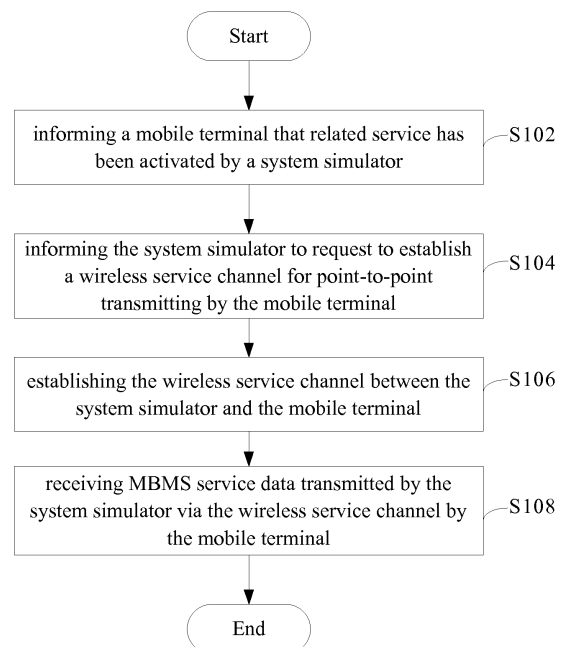 Start
informing a mobile terminal that related service has
been activated by a system simulator
S102
informing the system simulator to request to establish
a wireless service channel for point-to-point
transmitting by the mobile terminal
S104
establishing the wireless service channel between the
system simulator and the mobile terminal
S106
receiving MBMS service data transmitted by the
system simulator via the wireless service channel by
the mobile terminal
S108
End